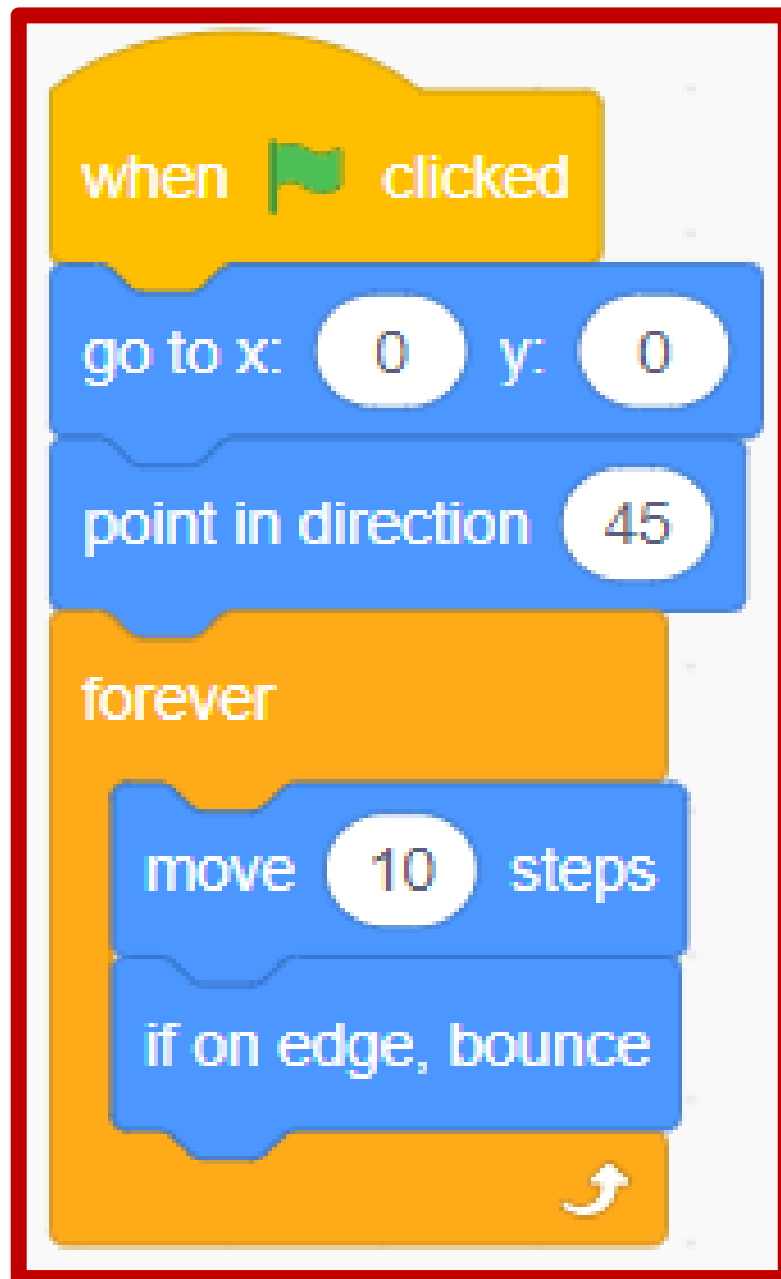 when clicked
go to x: 0 y: 0
point in direction 45
forever
move 10 steps
if on edge, bounce